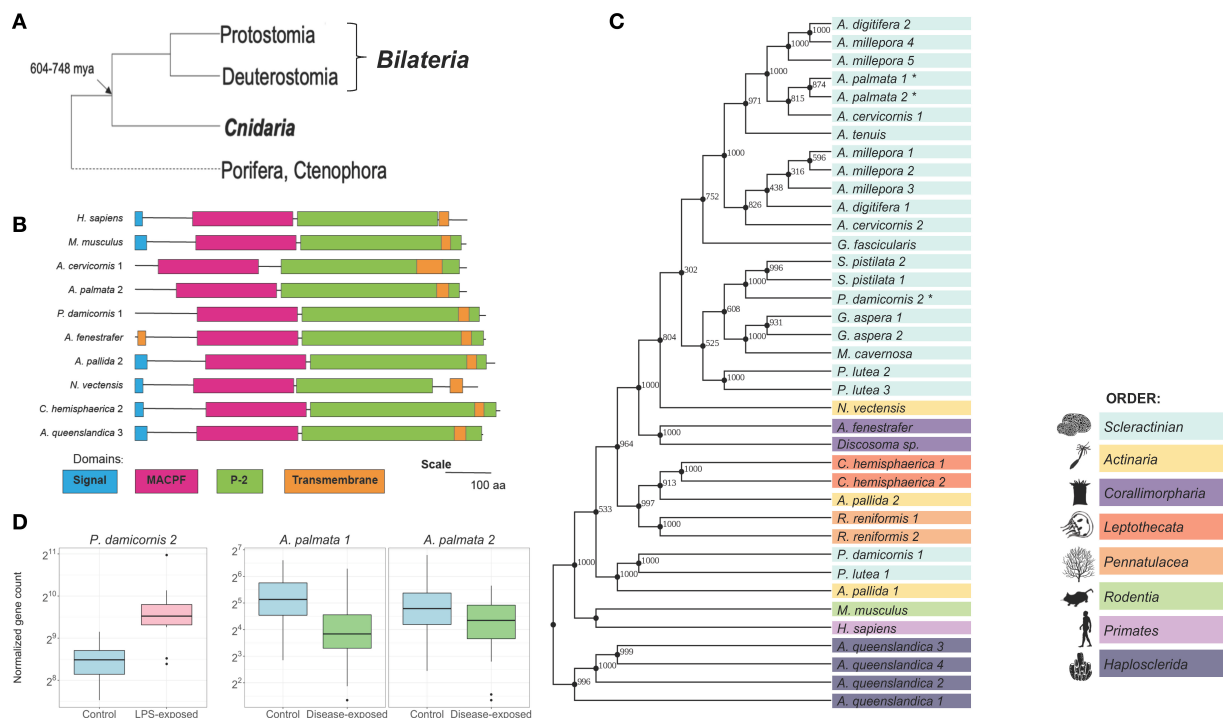 A
Protostomia
Bilateria
604-748 mya
Deuterostomia
Cnidaria
Porifera, Ctenophora
B
H. sapiens
M. musculus
A. cervicornis 1
A. palmata 2
P. damicornis 1
A. fenestrafer
A. pallida 2
N. vectensis
C. hemisphaerica 2
A. queenslandica 3
Domains:
Signal
MACPF
P-2
Transmembrane
Scale
100 aa
D
P. damicornis 2
A. palmata 1
A. palmata 2
Normalized gene count
2^11
2^10
2^9
2^8
2^7
2^6
2^5
2^4
2^3
2^2
Control
LPS-exposed
Control
Disease-exposed
Control
Disease-exposed
C
A. digitifera 2
A. millepora 4
A. millepora 5
A. palmata 1 *
A. palmata 2 *
A. cervicornis 1
A. tenuis
A. millepora 1
A. millepora 2
A. millepora 3
A. digitifera 1
A. cervicornis 2
G. fascicularis
S. pistilata 2
S. pistilata 1
P. damicornis 2 *
G. aspera 1
G. aspera 2
M. cavernosa
P. lutea 2
P. lutea 3
N. vectensis
A. fenestrafer
Discosoma sp.
C. hemisphaerica 1
C. hemisphaerica 2
A. pallida 2
R. reniformis 1
R. reniformis 2
P. damicornis 1
P. lutea 1
A. pallida 1
M. musculus
H. sapiens
A. queenslandica 3
A. queenslandica 4
A. queenslandica 2
A. queenslandica 1
1000
1000
1000
874
815
971
1000
596
316
438
826
752
302
996
1000
608
931
1000
525
1000
804
1000
1000
964
1000
913
997
1000
533
1000
1000
1000
999
1000
996
ORDER:
Scleractinian
Actinaria
Corallimorpharia
Leptothecata
Pennatulacea
Rodentia
Primates
Haplosclerida